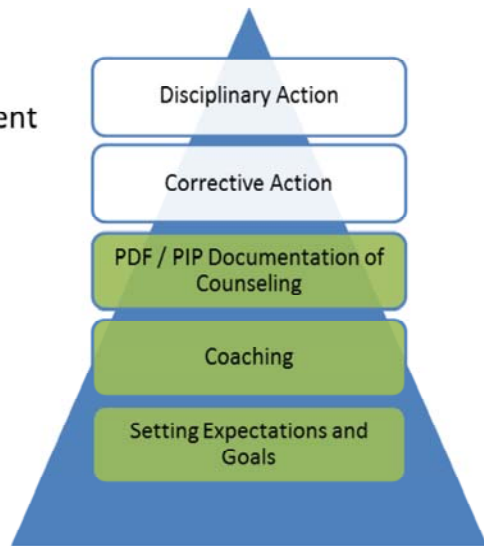 Disciplinary Action
ent
Corrective Action
PDF / PIP Documentation of
Counseling
Coaching
Setting Expectations and
Goals